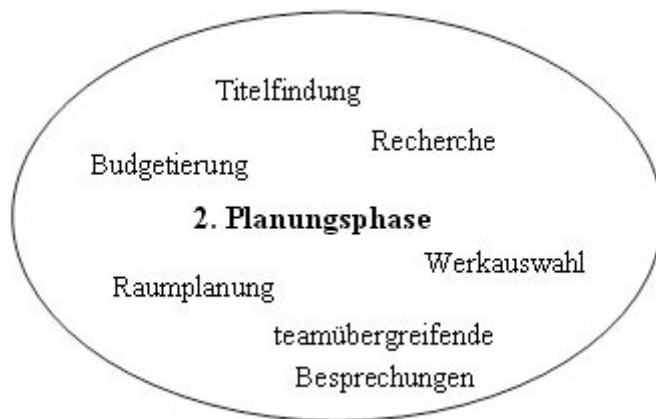 Titelfindung
Recherche
Budgetierung
2. Planungsphase
Werkauswahl
Raumplanung
teamübergreifende
Besprechungen